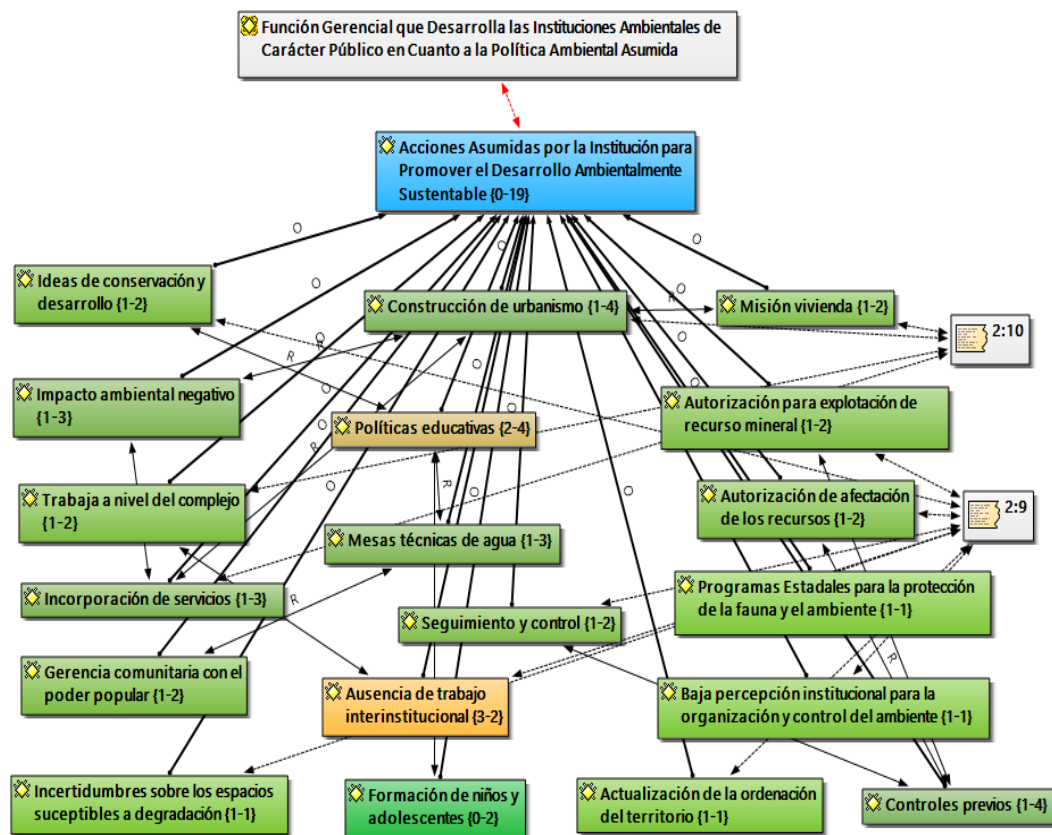 Función Gerencial que Desarrolla las Instituciones Ambientales de
Carácter Público en Cuanto a la Política Ambiental Asumida
Acciones Asumidas por la Institución para
Promover el Desarrollo Ambientalmente
Sustentable {0-19}
O
O
O
Ideas de conservación y
desarrollo {1-2}
Construcción de urbanismo {1-4}
R
Misión vivienda {1-2}
2:10
O
O
O
R
R
O
Impacto ambiental negativo
{1-3}
O
O
Políticas educativas {2-4}
Autorización para explotación de
recurso mineral {1-2}
R
O
O
R
Trabaja a nivel del complejo
{1-2}
O
Autorización de afectación
de los recursos {1-2}
2:9
Mesas técnicas de agua {1-3}
Incorporación de servicios {1-3}
R
Programas Estadales para la protección
de la fauna y el ambiente {1-1}
Seguimiento y control {1-2}
R
Gerencia comunitaria con el
poder popular {1-2}
Ausencia de trabajo
interinstitucional {3-2}
Baja percepción institucional para la
organización y control del ambiente {1-1}
Incertidumbres sobre los espacios
suceptibles a degradación {1-1}
Formación de niños y
adolescentes {0-2}
Actualización de la ordenación
del territorio {1-1}
Controles previos {1-4}